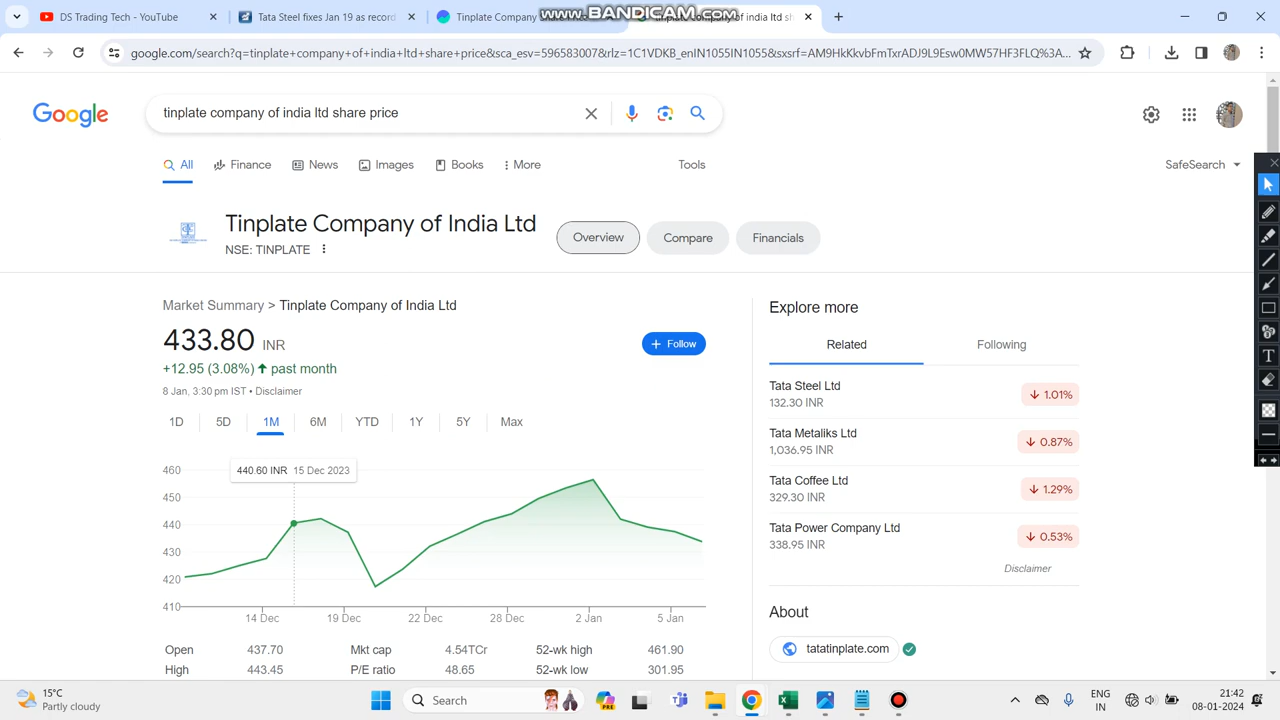 DS Trading Tech - YouTube
Tata Steel fixes Jan 19 as record
Tinplate Company
of india ltd sh
www.BANDICAM.com
google.com/search?q=tinplate+company+of+india+ltd+share+price&sca_esv=596583007&rlz=1C1VDKB_enIN1055IN1055&sxsrf=AM9HkKkvbFmTxrADJ9L9Esw0MW57HF3FLQ%3A...
Google
tinplate company of india ltd share price
All
Finance
News
Images
Books
More
Tools
SafeSearch
Tinplate Company of India Ltd
NSE: TINPLATE
Overview
Compare
Financials
Market Summary > Tinplate Company of India Ltd
433.80 INR
+ Follow
+12.95 (3.08%) ↑ past month
8 Jan, 3:30 pm IST • Disclaimer
1D 5D 1M 6M YTD 1Y 5Y Max
440.60 INR 15 Dec 2023
460
450
440
430
420
410
14 Dec 19 Dec 22 Dec 28 Dec 2 Jan 5 Jan
Open 437.70 Mkt cap 4.54TCr 52-wk high 461.90
High 443.45 P/E ratio 48.65 52-wk low 301.95
Explore more
Related
Following
Tata Steel Ltd
132.30 INR
↓ 1.01%
Tata Metaliks Ltd
1,036.95 INR
↓ 0.87%
Tata Coffee Ltd
329.30 INR
↓ 1.29%
Tata Power Company Ltd
338.95 INR
↓ 0.53%
Disclaimer
About
tatatinplate.com
T
15°C
Partly cloudy
Search
PRE
ENG
IN
21:42
08-01-2024